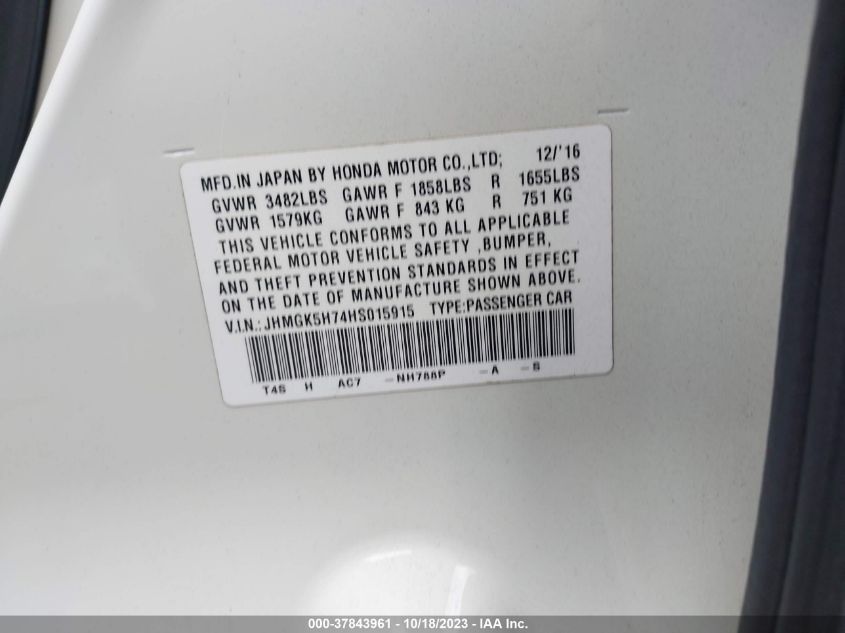 MFD.IN JAPAN BY HONDA MOTOR CO.,LTD; 12/'16
GVWR 3482LBS GAWR F 1858LBS R 1655LBS
GVWR 1579KG GAWR F 843 KG R 751 KG
THIS VEHICLE CONFORMS TO ALL APPLICABLE
FEDERAL MOTOR VEHICLE SAFETY ,BUMPER,
AND THEFT PREVENTION STANDARDS IN EFFECT
ON THE DATE OF MANUFACTURE SHOWN ABOVE.
V.I.N.:JHMGK5H74HS015915 TYPE:PASSENGER CAR
T4S H AC7 -NH788P -A -S
000-37843961 - 10/18/2023 - IAA Inc.